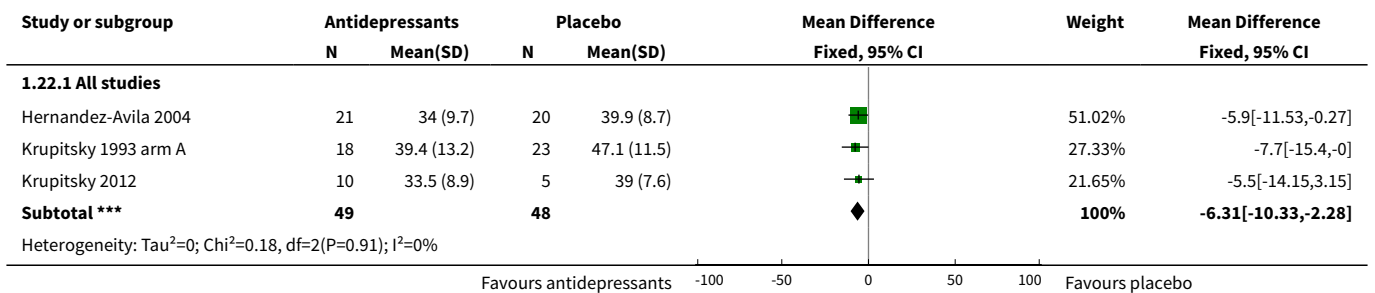 Study or subgroup Antidepressants Placebo Mean Difference Weight Mean Difference
N Mean(SD) N Mean(SD) Fixed, 95% CI Fixed, 95% CI
1.22.1 All studies
Hernandez-Avila 2004 21 34 (9.7) 20 39.9 (8.7) 51.02% -5.9[-11.53,-0.27]
Krupitsky 1993 arm A 18 39.4 (13.2) 23 47.1 (11.5) 27.33% -7.7[-15.4,-0]
Krupitsky 2012 10 33.5 (8.9) 5 39 (7.6) 21.65% -5.5[-14.15,3.15]
Subtotal *** 49 48 100% -6.31[-10.33,-2.28]
Heterogeneity: Tau²=0; Chi²=0.18, df=2(P=0.91); I²=0%
Favours antidepressants -100 -50 0 50 100 Favours placebo